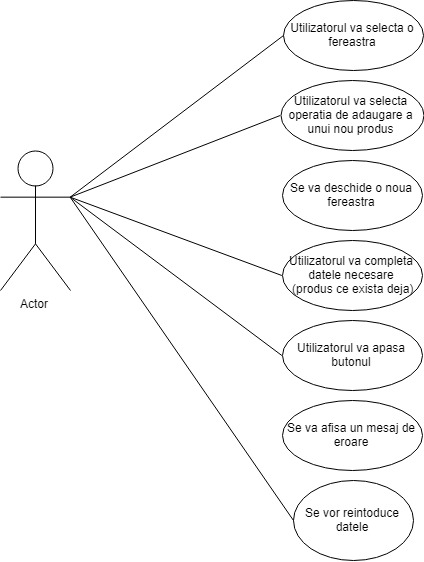 Utilizatorul va selecta o
fereastra
Utilizatorul va selecta
operatia de adaugare a
unui nou produs
Se va deschide o noua
fereastra
Utilizatorul va completa
datele necesare
(produs ce exista deja)
Utilizatorul va apasa
butonul
Se va afisa un mesaj de
eroare
Se vor reintoduce
datele
Actor